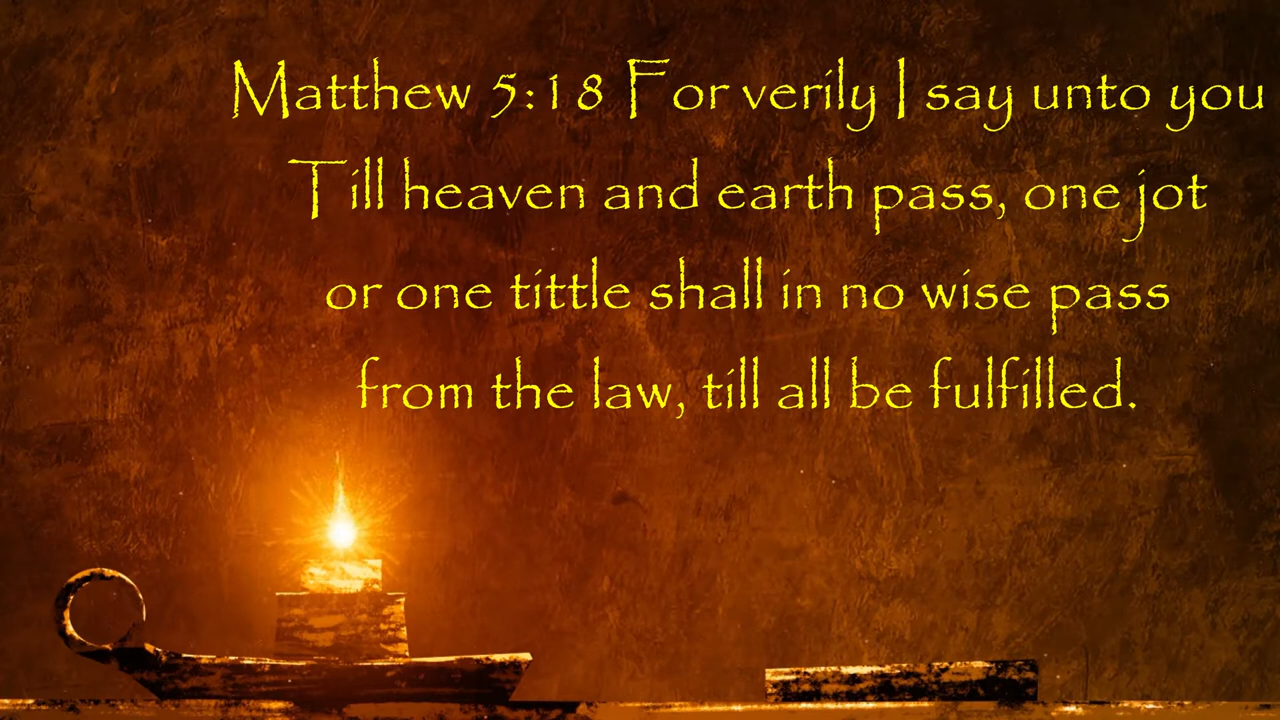 Matthew 5:18 For verily I say unto you
Till heaven and earth pass, one jot
or one tittle shall in no wise pass
from the law, till all be fulfilled.